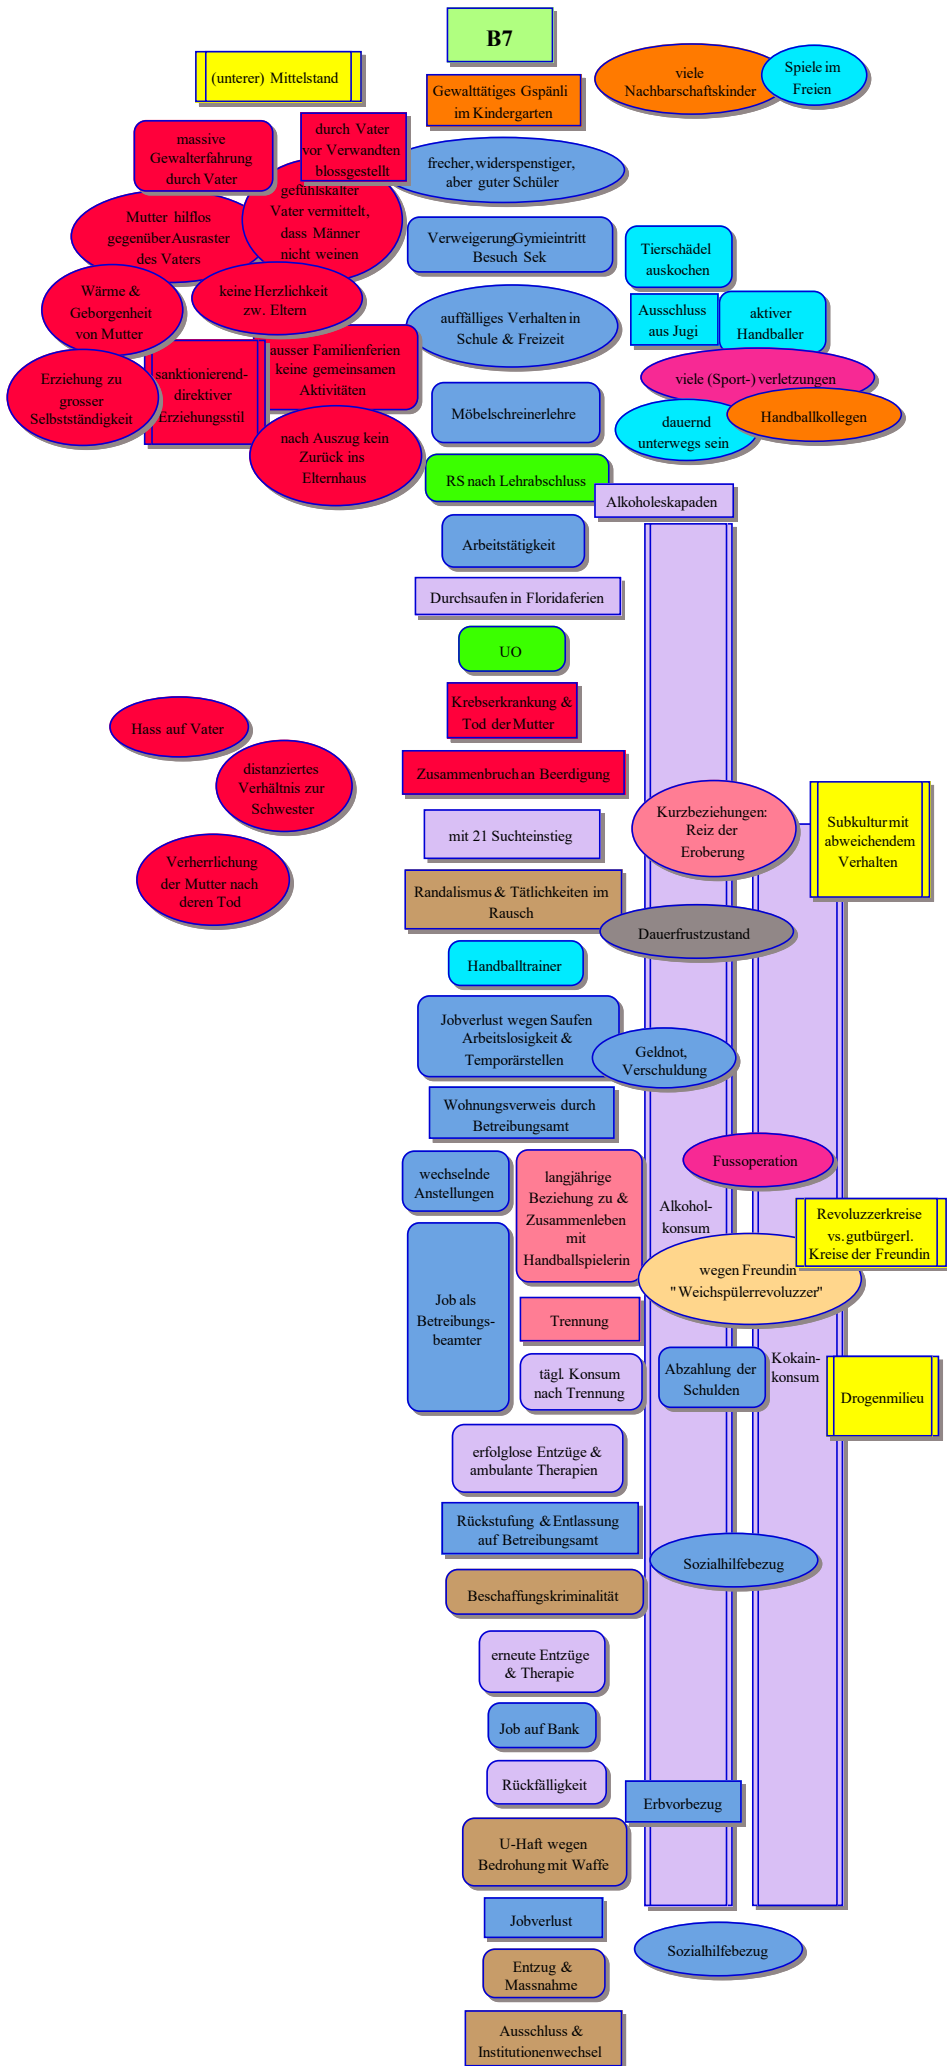 B7
(unterer) Mittelstand
Gewalttätiges Gspänli
im Kindergarten
viele
Nachbarschaftskinder
Spiele im
Freien
massive
Gewalterfahrung
durch Vater
durch Vater
vor Verwandten
blossgestellt
frecher, widerspenstiger,
aber guter Schüler
gefühlskalter
Vater vermittelt,
dass Männer
nicht weinen
Mutter hilflos
gegenüber Ausraster
des Vaters
Verweigerung Gymieintritt
Besuch Sek
Tierschädel
auskochen
Wärme &
Geborgenheit
von Mutter
keine Herzlichkeit
zw. Eltern
auffälliges Verhalten in
Schule & Freizeit
Ausschluss
aus Jugi
aktiver
Handballer
Erziehung zu
grosser
Selbstständigkeit
sanktionierend-
direktiver
Erziehungsstil
ausser Familienferien
keine gemeinsamen
Aktivitäten
viele (Sport-) verletzungen
Möbelschreinerlehre
dauernd
unterwegs sein
Handballkollegen
nach Auszug kein
Zurück ins
Elternhaus
RS nach Lehrabschluss
Alkoholeskapaden
Arbeitstätigkeit
Durchsaufen in Floridaferien
UO
Krebserkrankung &
Tod der Mutter
Hass auf Vater
Zusammenbruch an Beerdigung
distanziertes
Verhältnis zur
Schwester
mit 21 Suchteinstieg
Kurzbeziehungen:
Reiz der
Eroberung
Subkultur mit
abweichendem
Verhalten
Verherrlichung
der Mutter nach
deren Tod
Randalismus & Tätlichkeiten im
Rausch
Dauerfrustzustand
Handballtrainer
Jobverlust wegen Saufen
Arbeitslosigkeit &
Temporärstellen
Geldnot,
Verschuldung
Wohnungsverweis durch
Betreibungsamt
Fussoperation
wechselnde
Anstellungen
langjährige
Beziehung zu &
Zusammenleben
mit
Handballspielerin
Alkohol-
konsum
Revoluzzerkreise
vs. gutbürgerl.
Kreise der Freundin
wegen Freundin
"Weichspülerrevoluzzer"
Job als
Betreibungs-
beamter
Trennung
tägl. Konsum
nach Trennung
Abzahlung der
Schulden
Kokain-
konsum
Drogenmilieu
erfolglose Entzüge &
ambulante Therapien
Rückstufung & Entlassung
auf Betreibungsamt
Sozialhilfebezug
Beschaffungskriminalität
erneute Entzüge
& Therapie
Job auf Bank
Rückfälligkeit
Erbvorbezug
U-Haft wegen
Bedrohung mit Waffe
Jobverlust
Sozialhilfebezug
Entzug &
Massnahme
Ausschluss &
Institutionenwechsel